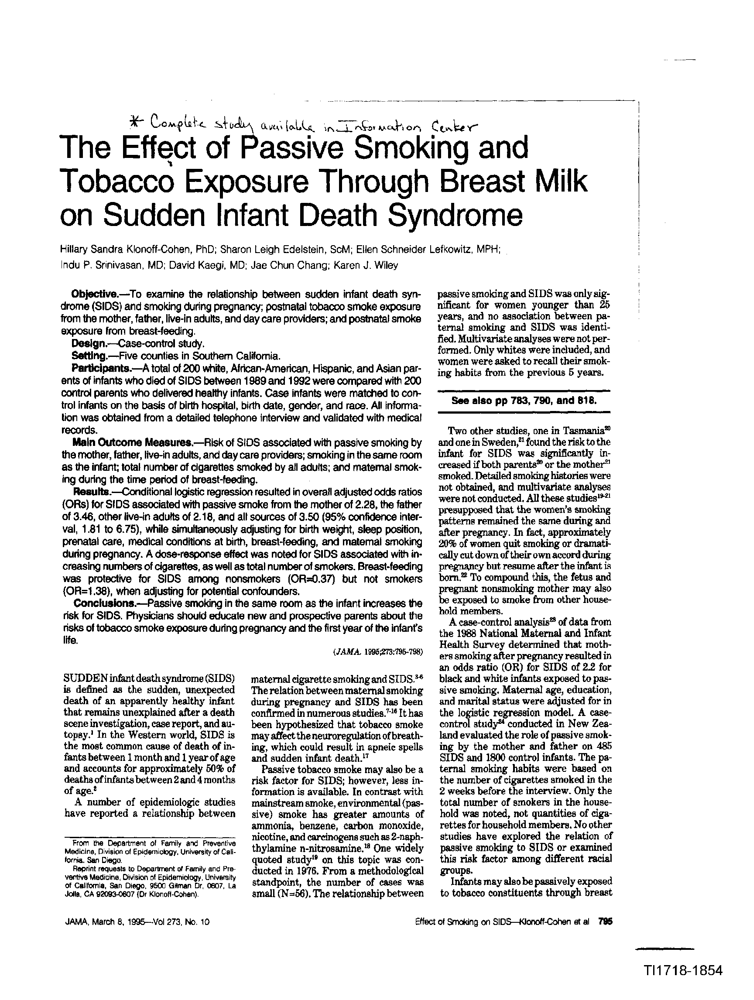 * Complete study available in Information Center
The Effect of Passive Smoking and
Tobacco Exposure Through Breast Milk
on Sudden Infant Death Syndrome
Hillary Sandra Klonoff-Cohen, PhD; Sharon Leigh Edelstein, ScM; Ellen Schneider Lefkowitz, MPH;
Indu P. Srinivasan, MD; David Kaegi, MD; Jae Chun Chang; Karen J. Wiley
Objective.—To examine the relationship between sudden infant death syn-
drome (SIDS) and smoking during pregnancy; postnatal tobacco smoke exposure
from the mother, father, live-in adults, and day care providers; and postnatal smoke
exposure from breast-feeding.
Design.—Case-control study.
Setting.—Five counties in Southern California.
Participants.—A total of 200 white, African-American, Hispanic, and Asian par-
ents of infants who died of SIDS between 1989 and 1992 were compared with 200
control parents who delivered healthy infants. Case infants were matched to con-
trol infants on the basis of birth hospital, birth date, gender, and race. All informa-
tion was obtained from a detailed telephone interview and validated with medical
records.
Main Outcome Measures.—Risk of SIDS associated with passive smoking by
the mother, father, live-in adults, and day care providers; smoking in the same room
as the infant; total number of cigarettes smoked by all adults; and maternal smok-
ing during the time period of breast-feeding.
Results.—Conditional logistic regression resulted in overall adjusted odds ratios
(ORs) for SIDS associated with passive smoke from the mother of 2.28, the father
of 3.46, other live-in adults of 2.18, and all sources of 3.50 (95% confidence inter-
val, 1.81 to 6.75), while simultaneously adjusting for birth weight, sleep position,
prenatal care, medical conditions at birth, breast-feeding, and maternal smoking
during pregnancy. A dose-response effect was noted for SIDS associated with in-
creasing numbers of cigarettes, as well as total number of smokers. Breast-feeding
was protective for SIDS among nonsmokers (OR=0.37) but not smokers
(OR=1.38), when adjusting for potential confounders.
Conclusions.—Passive smoking in the same room as the infant increases the
risk for SIDS. Physicians should educate new and prospective parents about the
risks of tobacco smoke exposure during pregnancy and the first year of the infant's
life.
(JAMA. 1995;273:795-798)
SUDDEN infant death syndrome (SIDS)
is defined as the sudden, unexpected
death of an apparently healthy infant
that remains unexplained after a death
scene investigation, case report, and au-
topsy.¹ In the Western world, SIDS is
the most common cause of death of in-
fants between 1 month and 1 year of age
and accounts for approximately 50% of
deaths of infants between 2 and 4 months
of age.²
A number of epidemiologic studies
have reported a relationship between
From the Department of Family and Preventive
Medicine, Division of Epidemiology, University of Cali-
fornia, San Diego.
Reprint requests to Department of Family and Pre-
ventive Medicine, Division of Epidemiology, University
of California, San Diego, 9500 Gilman Dr, 0607, La
Jolla, CA 92093-0607 (Dr Klonoff-Cohen).
maternal cigarette smoking and SIDS.³⁻⁶
The relation between maternal smoking
during pregnancy and SIDS has been
confirmed in numerous studies.⁷⁻¹⁶ It has
been hypothesized that tobacco smoke
may affect the neuroregulation of breath-
ing, which could result in apneic spells
and sudden infant death.¹⁷
Passive tobacco smoke may also be a
risk factor for SIDS; however, less in-
formation is available. In contrast with
mainstream smoke, environmental (pas-
sive) smoke has greater amounts of
ammonia, benzene, carbon monoxide,
nicotine, and carcinogens such as 2-naph-
thylamine n-nitrosamine.¹⁸ One widely
quoted study¹⁹ on this topic was con-
ducted in 1976. From a methodological
standpoint, the number of cases was
small (N=56). The relationship between
passive smoking and SIDS was only sig-
nificant for women younger than 25
years, and no association between pa-
ternal smoking and SIDS was identi-
fied. Multivariate analyses were not per-
formed. Only whites were included, and
women were asked to recall their smok-
ing habits from the previous 5 years.
See also pp 783, 790, and 818.
Two other studies, one in Tasmania²⁰
and one in Sweden,²¹ found the risk to the
infant for SIDS was significantly in-
creased if both parents²⁰ or the mother²¹
smoked. Detailed smoking histories were
not obtained, and multivariate analyses
were not conducted. All these studies¹⁹⁻²¹
presupposed that the women's smoking
patterns remained the same during and
after pregnancy. In fact, approximately
20% of women quit smoking or dramati-
cally cut down of their own accord during
pregnancy but resume after the infant is
born.²² To compound this, the fetus and
pregnant nonsmoking mother may also
be exposed to smoke from other house-
hold members.
A case-control analysis²³ of data from
the 1988 National Maternal and Infant
Health Survey determined that moth-
ers smoking after pregnancy resulted in
an odds ratio (OR) for SIDS of 2.2 for
black and white infants exposed to pas-
sive smoking. Maternal age, education,
and marital status were adjusted for in
the logistic regression model. A case-
control study²⁴ conducted in New Zea-
land evaluated the role of passive smok-
ing by the mother and father on 485
SIDS and 1800 control infants. The pa-
ternal smoking habits were based on
the number of cigarettes smoked in the
2 weeks before the interview. Only the
total number of smokers in the house-
hold was noted, not quantities of ciga-
rettes for household members. No other
studies have explored the relation of
passive smoking to SIDS or examined
this risk factor among different racial
groups.
Infants may also be passively exposed
to tobacco constituents through breast
JAMA, March 8, 1995—Vol 273, No. 10
Effect of Smoking on SIDS—Klonoff-Cohen et al 795
TI1718-1854